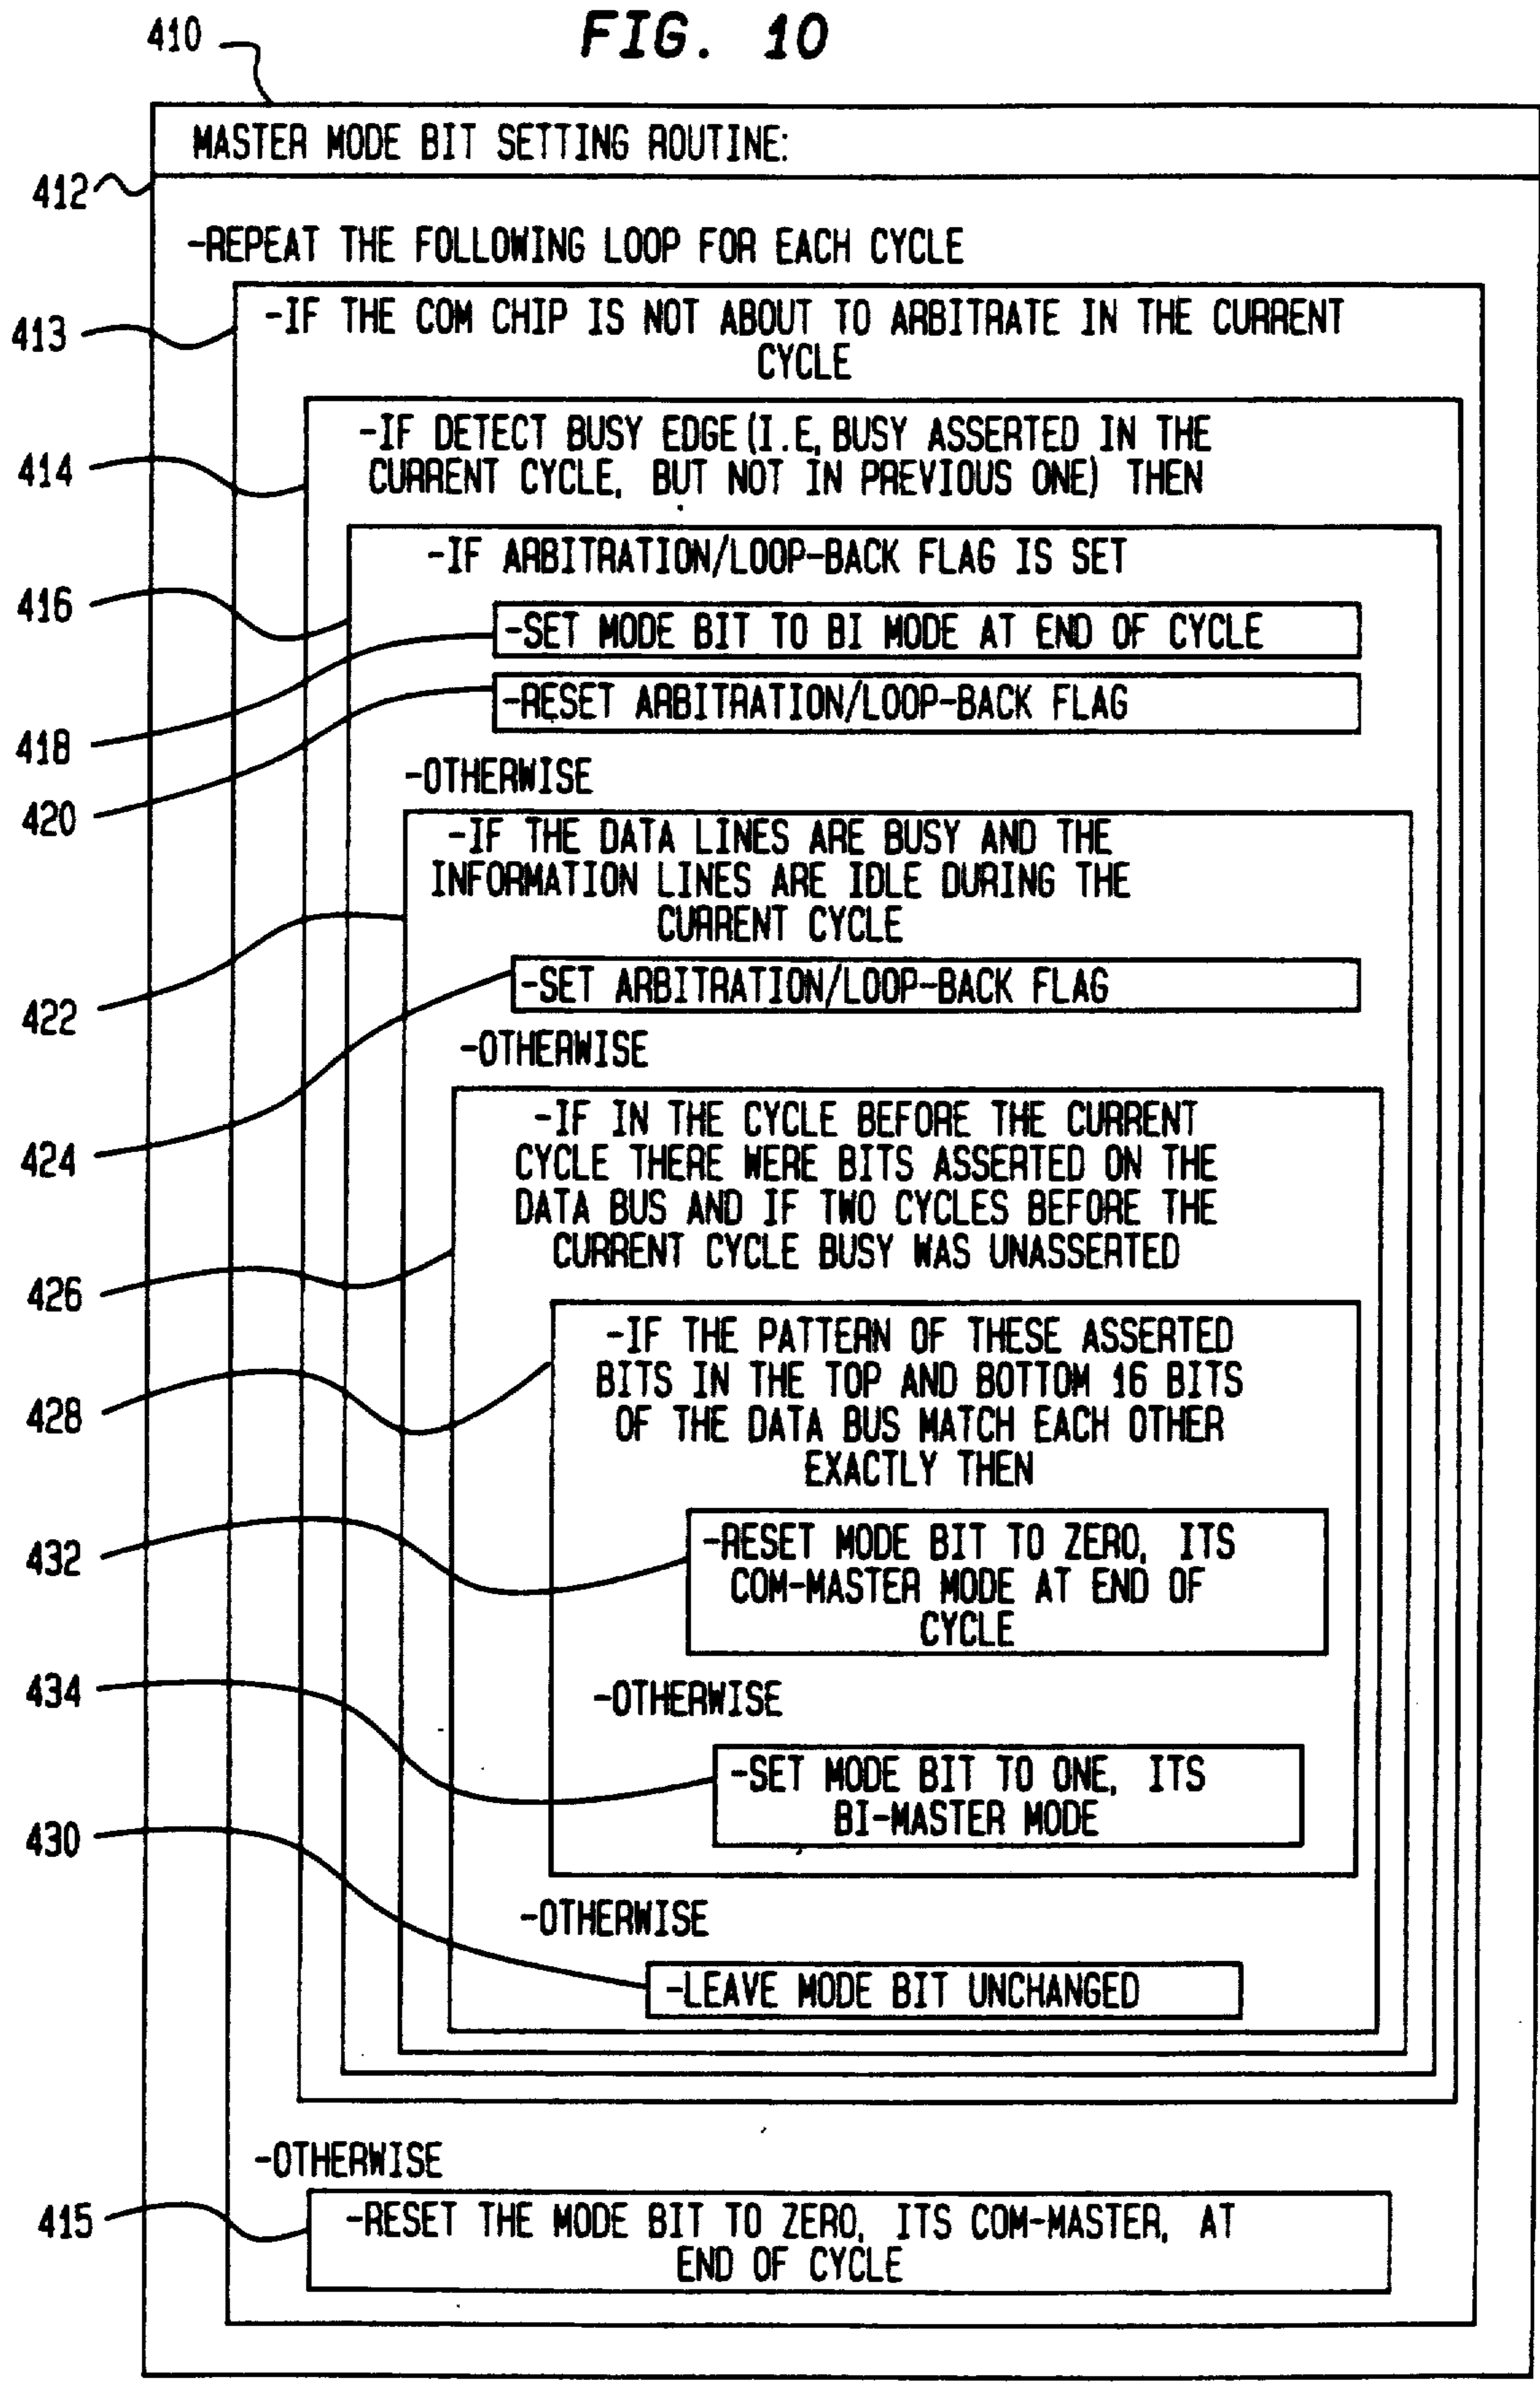 FIG. 10
410
MASTER MODE BIT SETTING ROUTINE:
412
-REPEAT THE FOLLOWING LOOP FOR EACH CYCLE
413
-IF THE COM CHIP IS NOT ABOUT TO ARBITRATE IN THE CURRENT
CYCLE
414
-IF DETECT BUSY EDGE (I.E, BUSY ASSERTED IN THE
CURRENT CYCLE, BUT NOT IN PREVIOUS ONE) THEN
416
-IF ARBITRATION/LOOP-BACK FLAG IS SET
418
-SET MODE BIT TO BI MODE AT END OF CYCLE
420
-RESET ARBITRATION/LOOP-BACK FLAG
-OTHERWISE
422
-IF THE DATA LINES ARE BUSY AND THE
INFORMATION LINES ARE IDLE DURING THE
CURRENT CYCLE
424
-SET ARBITRATION/LOOP-BACK FLAG
-OTHERWISE
426
-IF IN THE CYCLE BEFORE THE CURRENT
CYCLE THERE WERE BITS ASSERTED ON THE
DATA BUS AND IF TWO CYCLES BEFORE THE
CURRENT CYCLE BUSY WAS UNASSERTED
428
-IF THE PATTERN OF THESE ASSERTED
BITS IN THE TOP AND BOTTOM 16 BITS
OF THE DATA BUS MATCH EACH OTHER
EXACTLY THEN
432
-RESET MODE BIT TO ZERO, ITS
COM-MASTER MODE AT END OF
CYCLE
434
-OTHERWISE
-SET MODE BIT TO ONE, ITS
BI-MASTER MODE
430
-OTHERWISE
-LEAVE MODE BIT UNCHANGED
-OTHERWISE
415
-RESET THE MODE BIT TO ZERO, ITS COM-MASTER, AT
END OF CYCLE